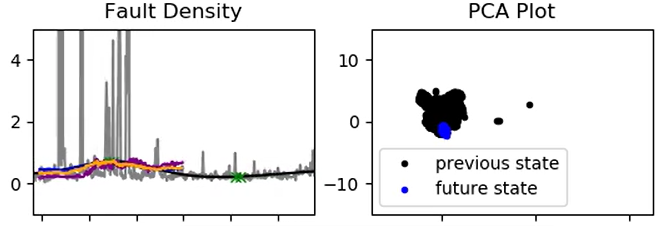 Fault Density
PCA Plot
4
2
0
10
0
−10
previous state
future state